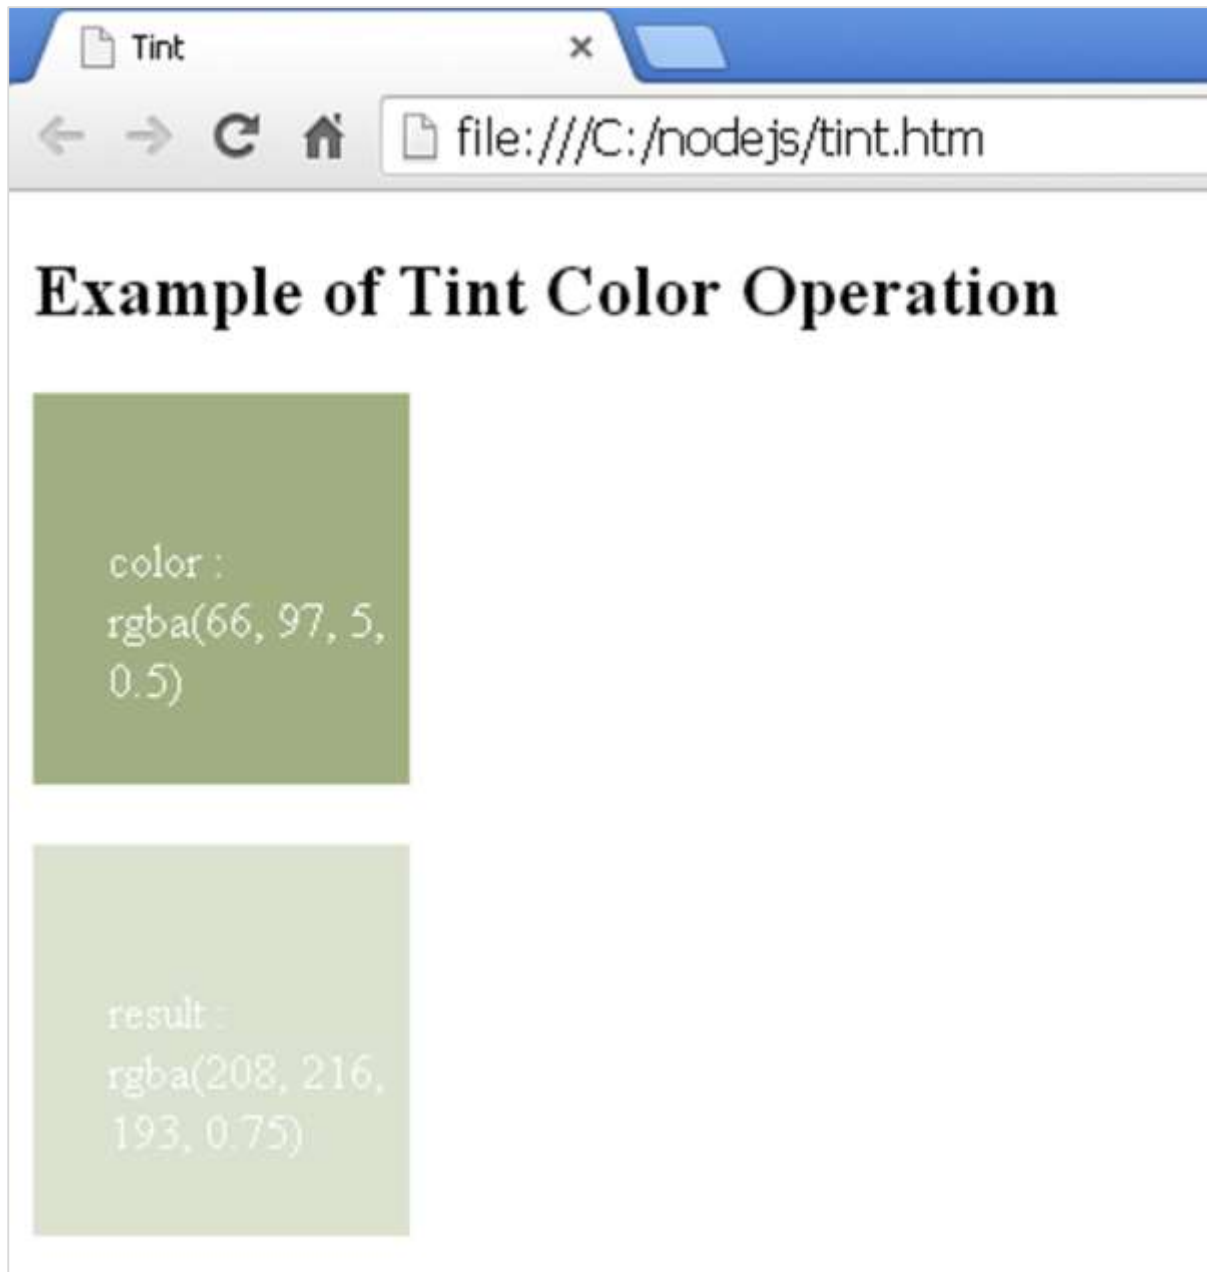 Tint
file:///C:/nodejs/tint.htm
Example of Tint Color Operation
color :
rgba(66, 97, 5,
0.5)
result :
rgba(208, 216,
193, 0.75)